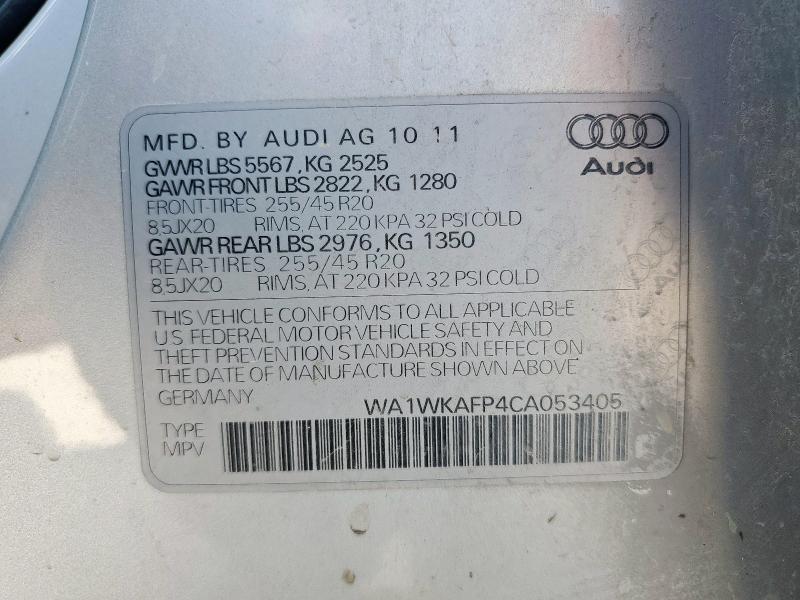 MFD. BY AUDI AG 10 11
GVWR LBS 5567, KG 2525
GAWR FRONT LBS 2822, KG 1280
FRONT-TIRES 255/45 R20
8,5JX20 RIMS, AT 220 KPA 32 PSI COLD
GAWR REAR LBS 2976, KG 1350
REAR-TIRES 255/45 R20
8,5JX20 RIMS, AT 220 KPA 32 PSI COLD
Audi
THIS VEHICLE CONFORMS TO ALL APPLICABLE
U.S FEDERAL MOTOR VEHICLE SAFETY AND
THEFT PREVENTION STANDARDS IN EFFECT ON
THE DATE OF MANUFACTURE SHOWN ABOVE
GERMANY WA1WKAFP4CA053405
TYPE
MPV